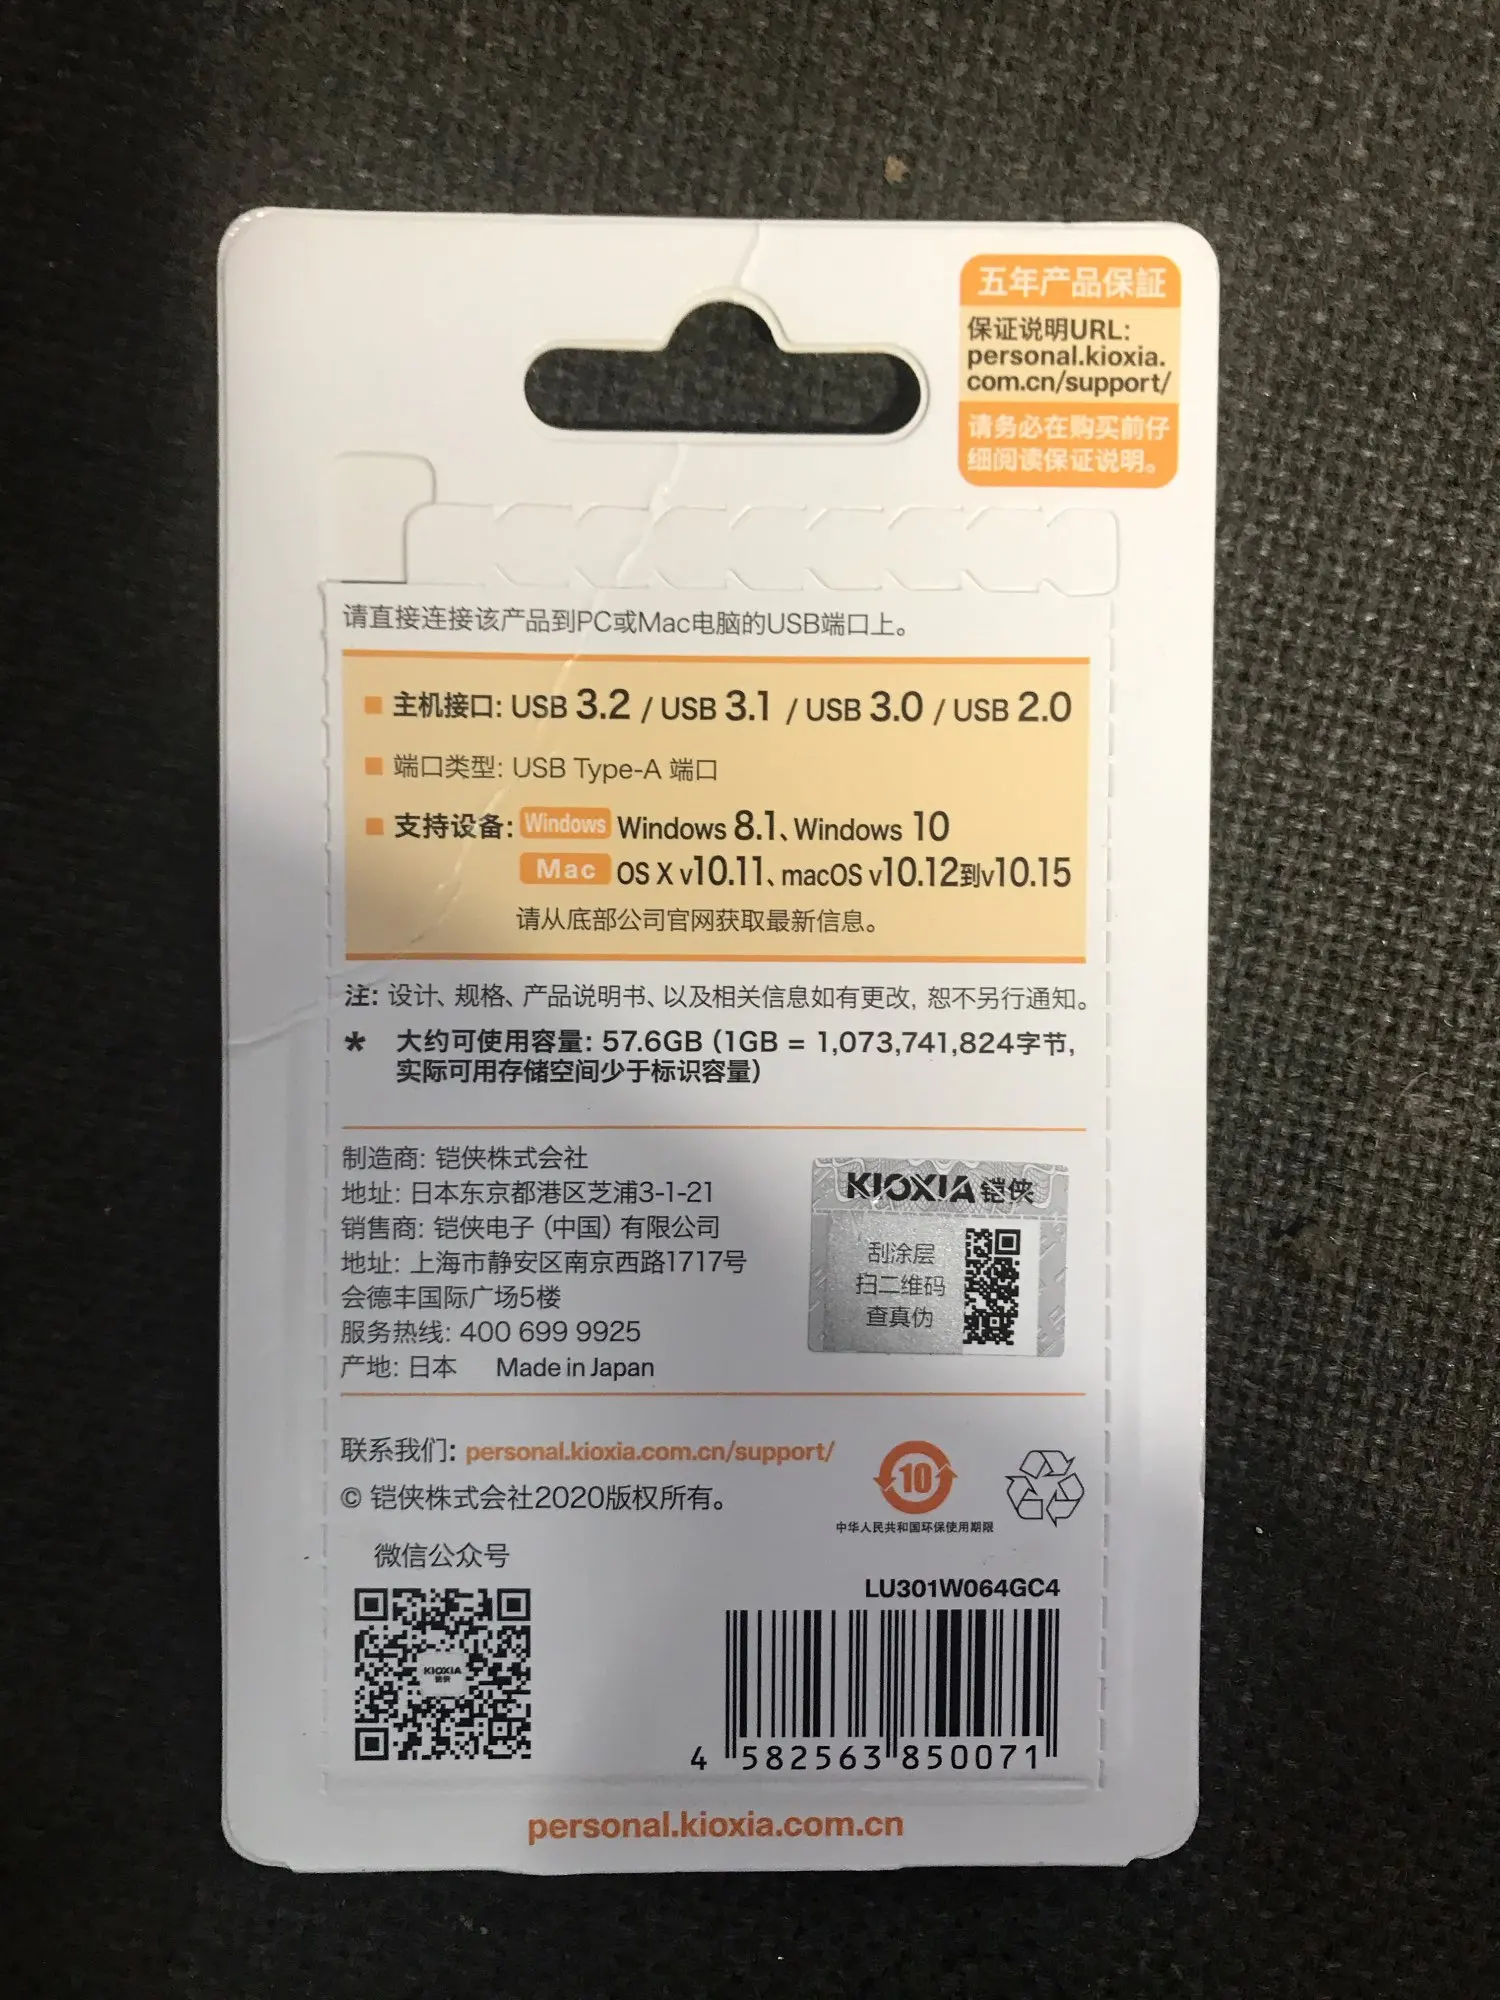 五年产品保証
保证说明URL:
personal.kioxia.
com.cn/support/
请务必在购买前仔
细阅读保证说明。
请直接连接该产品到PC或Mac电脑的USB端口上。
主机接口: USB 3.2 / USB 3.1 / USB 3.0 / USB 2.0
端口类型: USB Type-A 端口
支持设备: Windows Windows 8.1、Windows 10
Mac OS X v10.11、macOS v10.12到v10.15
请从底部公司官网获取最新信息。
注: 设计、规格、产品说明书、以及相关信息如有更改, 恕不另行通知。
* 大约可使用容量: 57.6GB (1GB = 1,073,741,824字节,
实际可用存储空间少于标识容量)
制造商: 铠侠株式会社
地址: 日本东京都港区芝浦3-1-21
销售商: 铠侠电子 (中国) 有限公司
地址: 上海市静安区南京西路1717号
会德丰国际广场5楼
服务热线: 400 699 9925
产地: 日本 Made in Japan
KIOXIA 铠侠
刮涂层
扫二维码
查真伪
联系我们: personal.kioxia.com.cn/support/
© 铠侠株式会社2020版权所有。
10
中华人民共和国环保使用期限
微信公众号
KIOXIA
铠侠
LU301W064GC4
4 582563 850071
personal.kioxia.com.cn